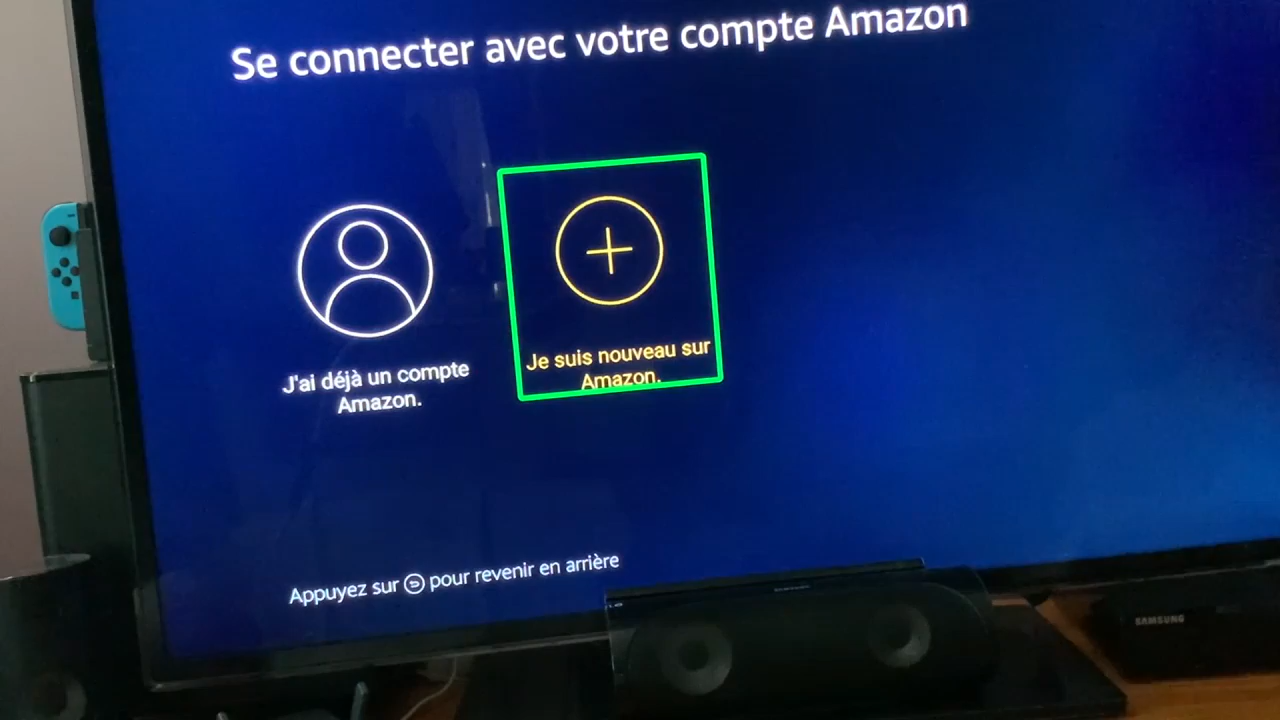 Se connecter avec votre compte Amazon
J'ai déjà un compte
Amazon.
Je suis nouveau sur
Amazon.
Appuyez sur pour revenir en arrière
SAMSUNG